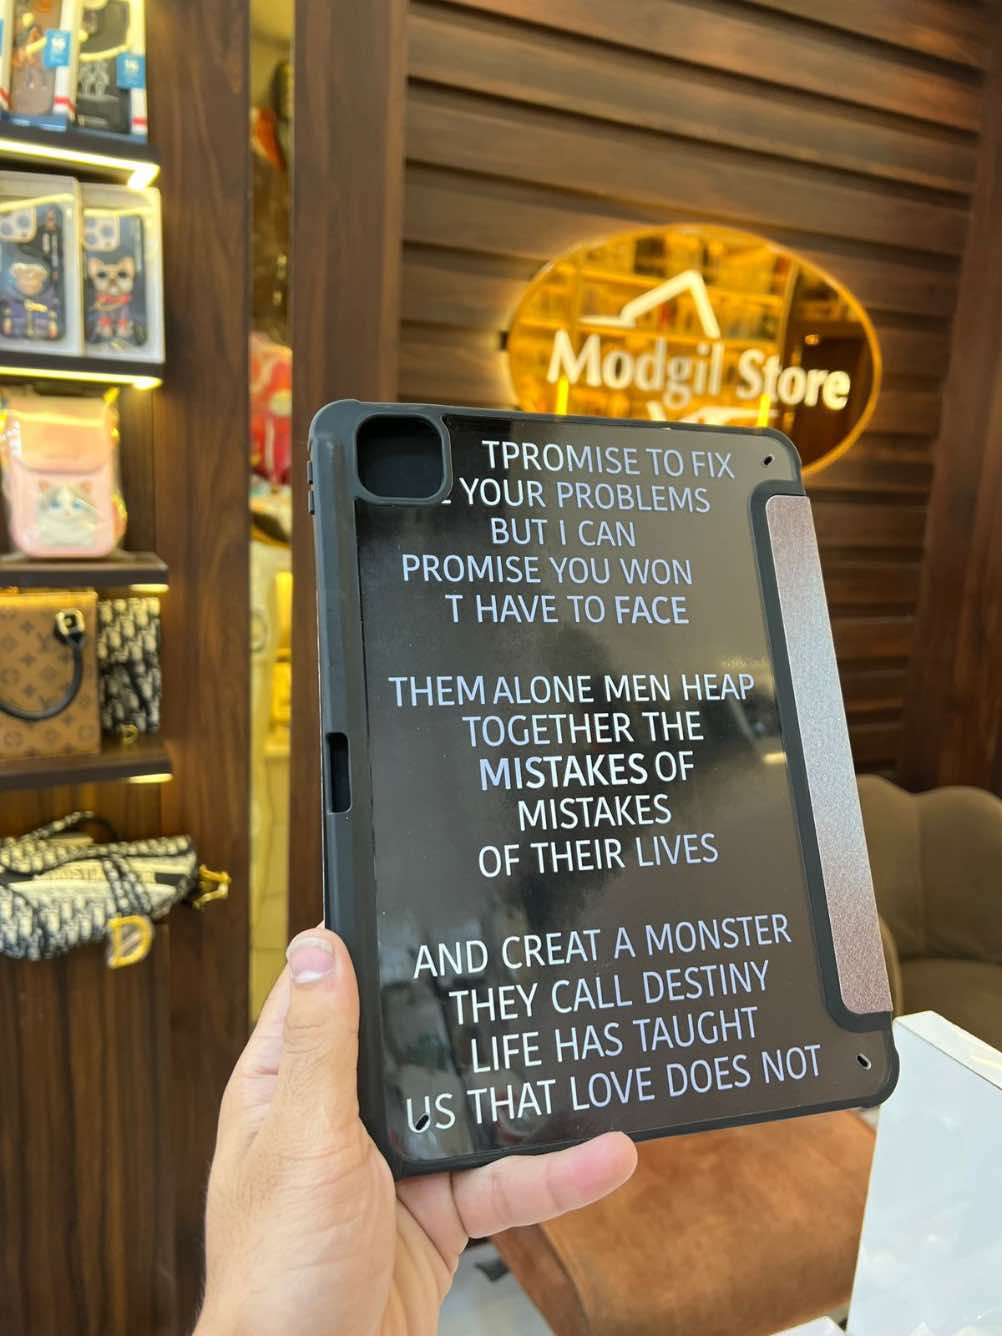 Modgil Store
TPROMISE TO FIX
YOUR PROBLEMS
BUT I CAN
PROMISE YOU WON
T HAVE TO FACE
THEM ALONE MEN HEAP
TOGETHER THE
MISTAKES OF
MISTAKES
OF THEIR LIVES
AND CREAT A MONSTER
THEY CALL DESTINY
LIFE HAS TAUGHT
US THAT LOVE DOES NOT